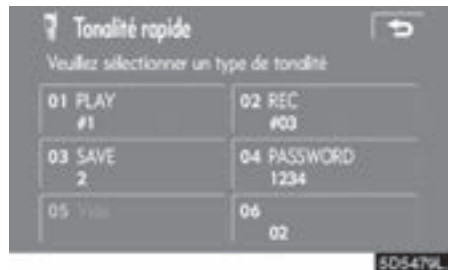 Tonalité rapide
Veuillez sélectionner un type de tonalité
01 PLAY
#1
02 REC
#03
03 SAVE
2
04 PASSWORD
1234
05 Vide
06
02
5D5479L